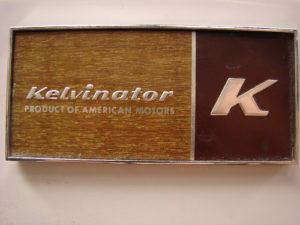 Kelvinator
PRODUCT OF AMERICAN MOTORS
K